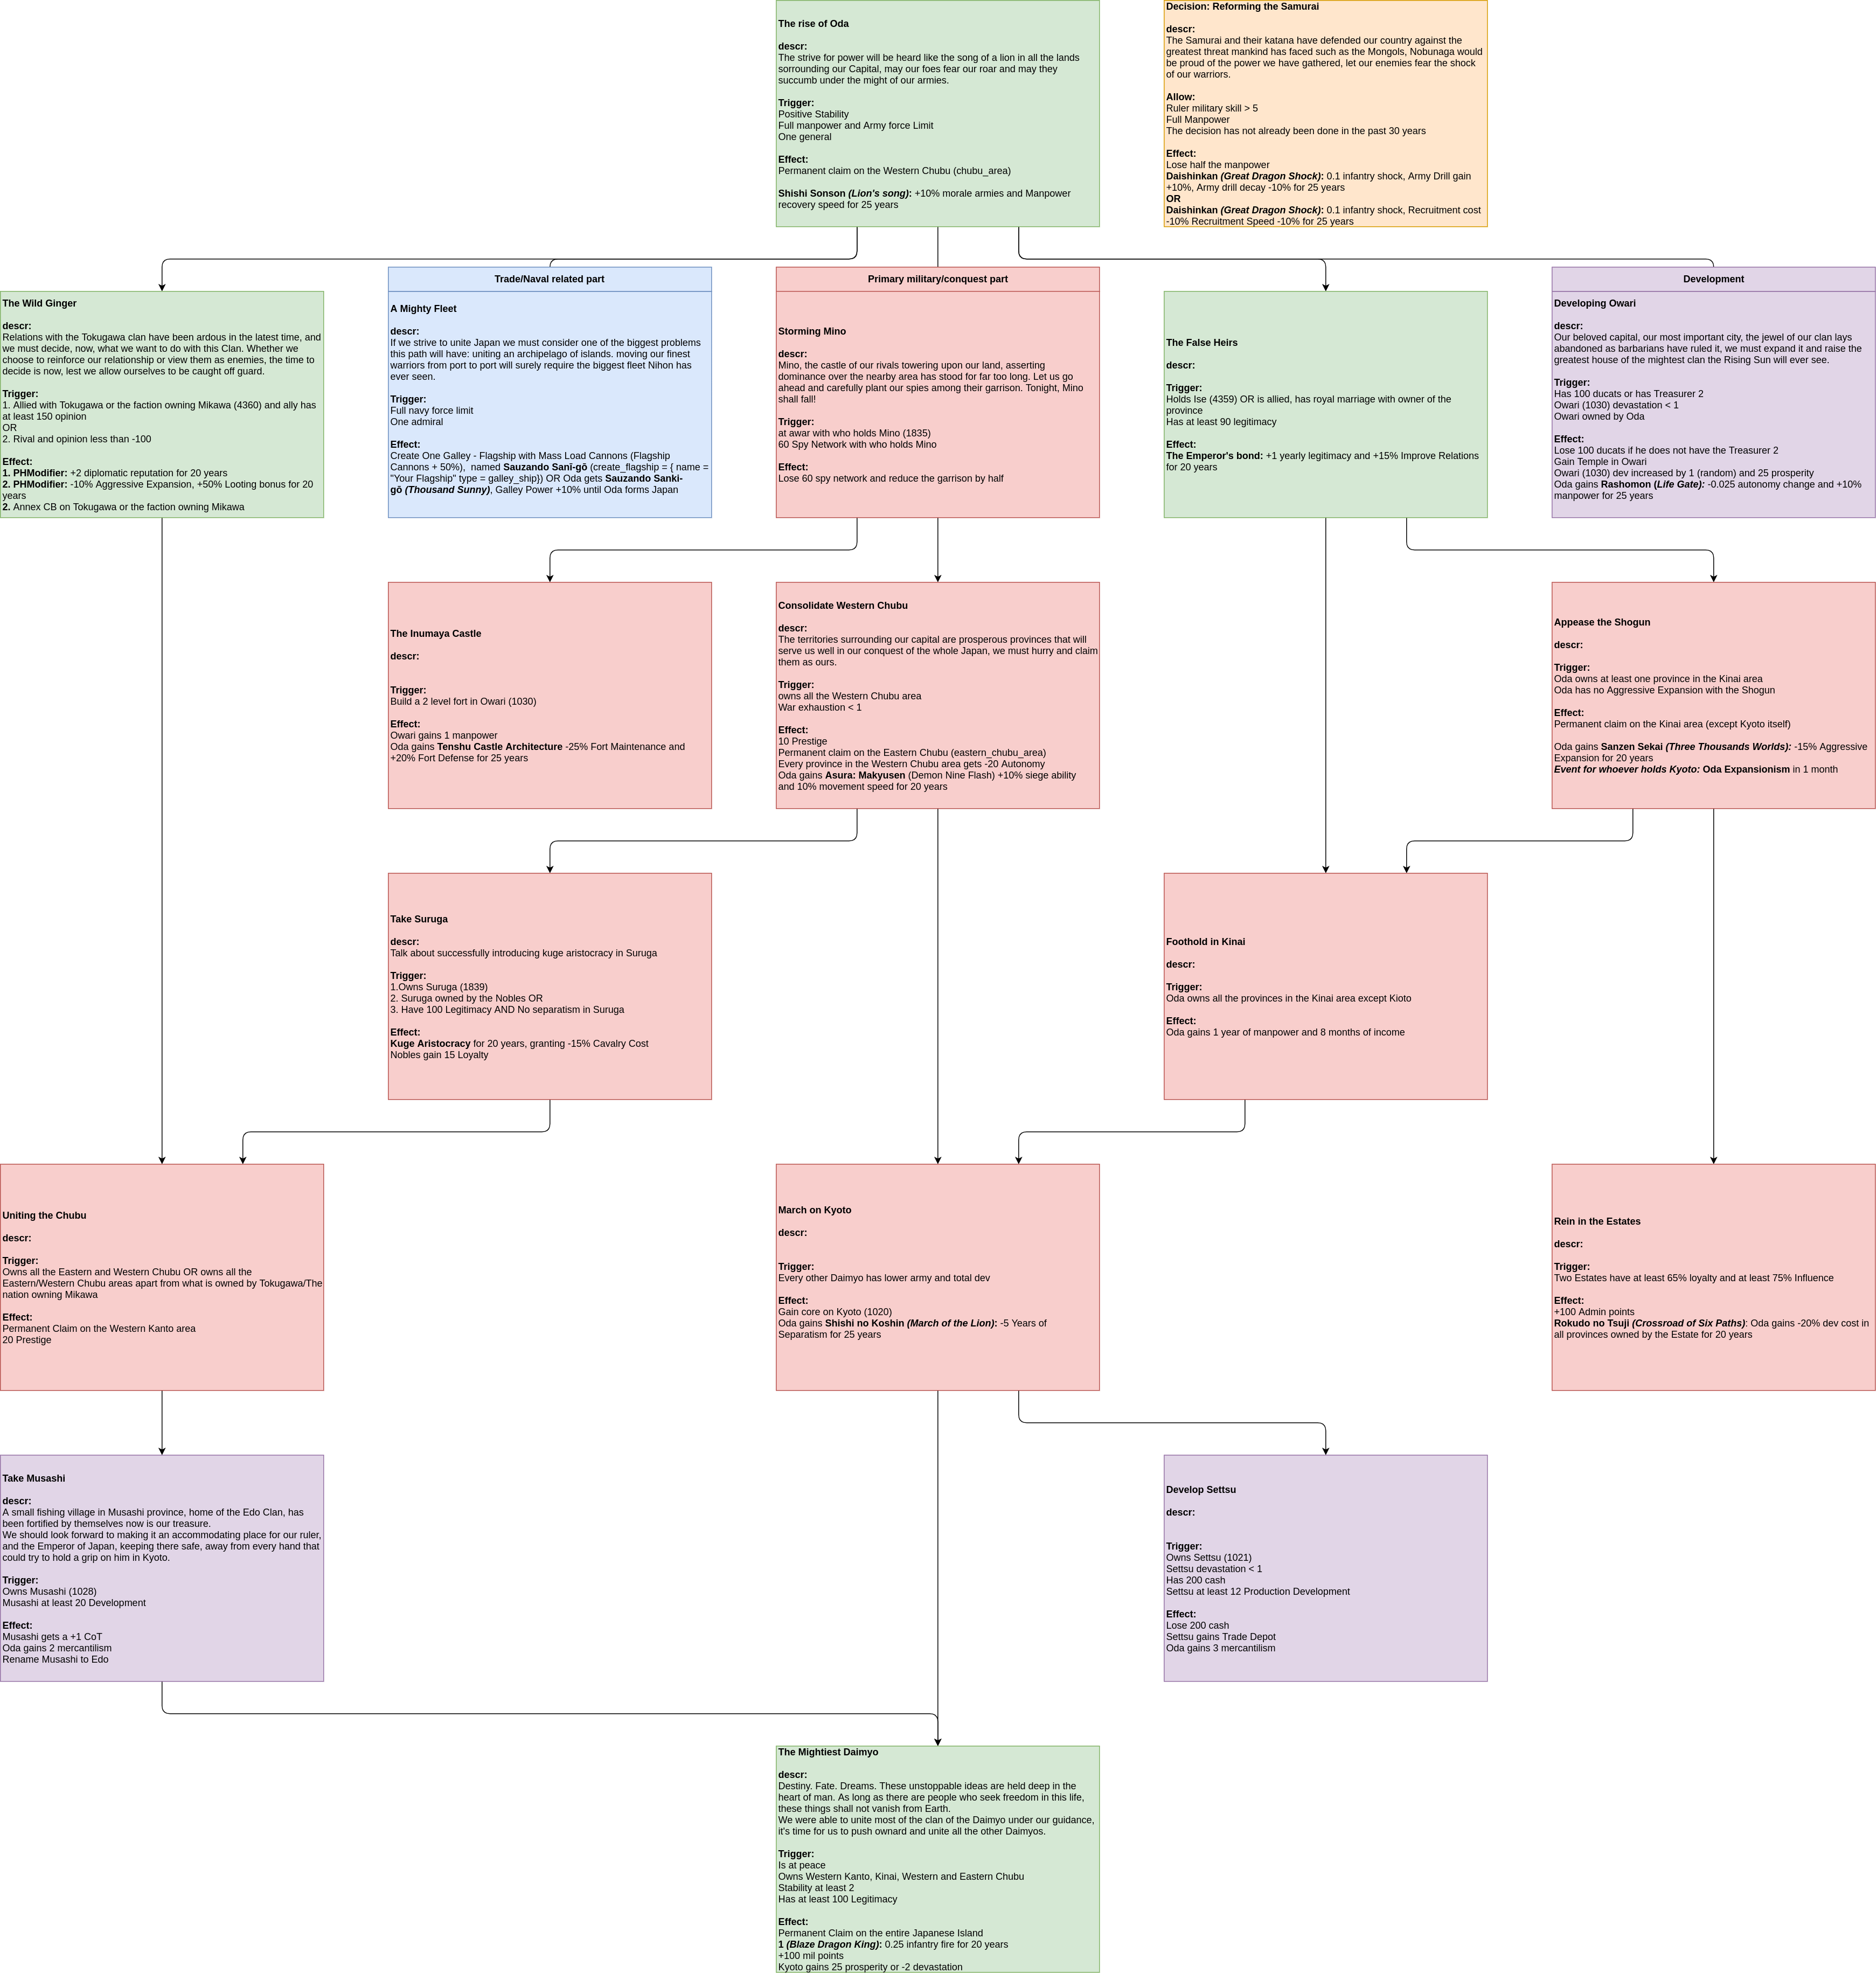 The rise of Oda
descr:
The strive for power will be heard like the song of a lion in all the lands
sorrounding our Capital, may our foes fear our roar and may they
succumb under the might of our armies.
Trigger:
Positive Stability
Full manpower and Army force Limit
One general
Effect:
Permanent claim on the Western Chubu (chubu_area)
Shishi Sonson (Lion's song): +10% morale armies and Manpower
recovery speed for 25 years
Decision: Reforming the Samurai
descr:
The Samurai and their katana have defended our country against the
greatest threat mankind has faced such as the Mongols, Nobunaga would
be proud of the power we have gathered, let our enemies fear the shock
of our warriors.
Allow:
Ruler military skill > 5
Full Manpower
The decision has not already been done in the past 30 years
Effect:
Lose half the manpower
Daishinkan (Great Dragon Shock): 0.1 infantry shock, Army Drill gain
+10%, Army drill decay -10% for 25 years
OR
Daishinkan (Great Dragon Shock): 0.1 infantry shock, Recruitment cost
-10% Recruitment Speed -10% for 25 years
The Wild Ginger
descr:
Relations with the Tokugawa clan have been ardous in the latest time, and
we must decide, now, what we want to do with this Clan. Whether we
choose to reinforce our relationship or view them as enemies, the time to
decide is now, lest we allow ourselves to be caught off guard.
Trigger:
1. Allied with Tokugawa or the faction owning Mikawa (4360) and ally has
at least 150 opinion
OR
2. Rival and opinion less than -100
Effect:
1. PHModifier: +2 diplomatic reputation for 20 years
2. PHModifier: -10% Aggressive Expansion, +50% Looting bonus for 20
years
2. Annex CB on Tokugawa or the faction owning Mikawa
Trade/Naval related part
A Mighty Fleet
descr:
If we strive to unite Japan we must consider one of the biggest problems
this path will have: uniting an archipelago of islands. moving our finest
warriors from port to port will surely require the biggest fleet Nihon has
ever seen.
Trigger:
Full navy force limit
One admiral
Effect:
Create One Galley - Flagship with Mass Load Cannons (Flagship
Cannons + 50%),  named Sauzando Sanī-gō (create_flagship = { name =
"Your Flagship" type = galley_ship}) OR Oda gets Sauzando Sanki-
gō (Thousand Sunny), Galley Power +10% until Oda forms Japan
Primary military/conquest part
Storming Mino
descr:
Mino, the castle of our rivals towering upon our land, asserting
dominance over the nearby area has stood for far too long. Let us go
ahead and carefully plant our spies among their garrison. Tonight, Mino
shall fall!
Trigger:
at awar with who holds Mino (1835)
60 Spy Network with who holds Mino
Effect:
Lose 60 spy network and reduce the garrison by half
The False Heirs
descr:
Trigger:
Holds Ise (4359) OR is allied, has royal marriage with owner of the
province
Has at least 90 legitimacy
Effect:
The Emperor's bond: +1 yearly legitimacy and +15% Improve Relations
for 20 years
Development
Developing Owari
descr:
Our beloved capital, our most important city, the jewel of our clan lays
abandoned as barbarians have ruled it, we must expand it and raise the
greatest house of the mightest clan the Rising Sun will ever see.
Trigger:
Has 100 ducats or has Treasurer 2
Owari (1030) devastation < 1
Owari owned by Oda
Effect:
Lose 100 ducats if he does not have the Treasurer 2
Gain Temple in Owari
Owari (1030) dev increased by 1 (random) and 25 prosperity
Oda gains Rashomon (Life Gate): -0.025 autonomy change and +10%
manpower for 25 years
The Inumaya Castle
descr:
Trigger:
Build a 2 level fort in Owari (1030)
Effect:
Owari gains 1 manpower
Oda gains Tenshu Castle Architecture -25% Fort Maintenance and
+20% Fort Defense for 25 years
Consolidate Western Chubu
descr:
The territories surrounding our capital are prosperous provinces that will
serve us well in our conquest of the whole Japan, we must hurry and claim
them as ours.
Trigger:
owns all the Western Chubu area
War exhaustion < 1
Effect:
10 Prestige
Permanent claim on the Eastern Chubu (eastern_chubu_area)
Every province in the Western Chubu area gets -20 Autonomy
Oda gains Asura: Makyusen (Demon Nine Flash) +10% siege ability
and 10% movement speed for 20 years
Appease the Shogun
descr:
Trigger:
Oda owns at least one province in the Kinai area
Oda has no Aggressive Expansion with the Shogun
Effect:
Permanent claim on the Kinai area (except Kyoto itself)
Oda gains Sanzen Sekai (Three Thousands Worlds): -15% Aggressive
Expansion for 20 years
Event for whoever holds Kyoto: Oda Expansionism in 1 month
Take Suruga
descr:
Talk about successfully introducing kuge aristocracy in Suruga
Trigger:
1.Owns Suruga (1839)
2. Suruga owned by the Nobles OR
3. Have 100 Legitimacy AND No separatism in Suruga
Effect:
Kuge Aristocracy for 20 years, granting -15% Cavalry Cost
Nobles gain 15 Loyalty
Foothold in Kinai
descr:
Trigger:
Oda owns all the provinces in the Kinai area except Kioto
Effect:
Oda gains 1 year of manpower and 8 months of income
Uniting the Chubu
descr:
Trigger:
Owns all the Eastern and Western Chubu OR owns all the
Eastern/Western Chubu areas apart from what is owned by Tokugawa/The
nation owning Mikawa
Effect:
Permanent Claim on the Western Kanto area
20 Prestige
March on Kyoto
descr:
Trigger:
Every other Daimyo has lower army and total dev
Effect:
Gain core on Kyoto (1020)
Oda gains Shishi no Koshin (March of the Lion): -5 Years of
Separatism for 25 years
Rein in the Estates
descr:
Trigger:
Two Estates have at least 65% loyalty and at least 75% Influence
Effect:
+100 Admin points
Rokudo no Tsuji (Crossroad of Six Paths): Oda gains -20% dev cost in
all provinces owned by the Estate for 20 years
Take Musashi
descr:
A small fishing village in Musashi province, home of the Edo Clan, has
been fortified by themselves now is our treasure.
We should look forward to making it an accommodating place for our ruler,
and the Emperor of Japan, keeping there safe, away from every hand that
could try to hold a grip on him in Kyoto.
Trigger:
Owns Musashi (1028)
Musashi at least 20 Development
Effect:
Musashi gets a +1 CoT
Oda gains 2 mercantilism
Rename Musashi to Edo
Develop Settsu
descr:
Trigger:
Owns Settsu (1021)
Settsu devastation < 1
Has 200 cash
Settsu at least 12 Production Development
Effect:
Lose 200 cash
Settsu gains Trade Depot
Oda gains 3 mercantilism
The Mightiest Daimyo
descr:
Destiny. Fate. Dreams. These unstoppable ideas are held deep in the
heart of man. As long as there are people who seek freedom in this life,
these things shall not vanish from Earth.
We were able to unite most of the clan of the Daimyo under our guidance,
it's time for us to push ownard and unite all the other Daimyos.
Trigger:
Is at peace
Owns Western Kanto, Kinai, Western and Eastern Chubu
Stability at least 2
Has at least 100 Legitimacy
Effect:
Permanent Claim on the entire Japanese Island
1 (Blaze Dragon King): 0.25 infantry fire for 20 years
+100 mil points
Kyoto gains 25 prosperity or -2 devastation